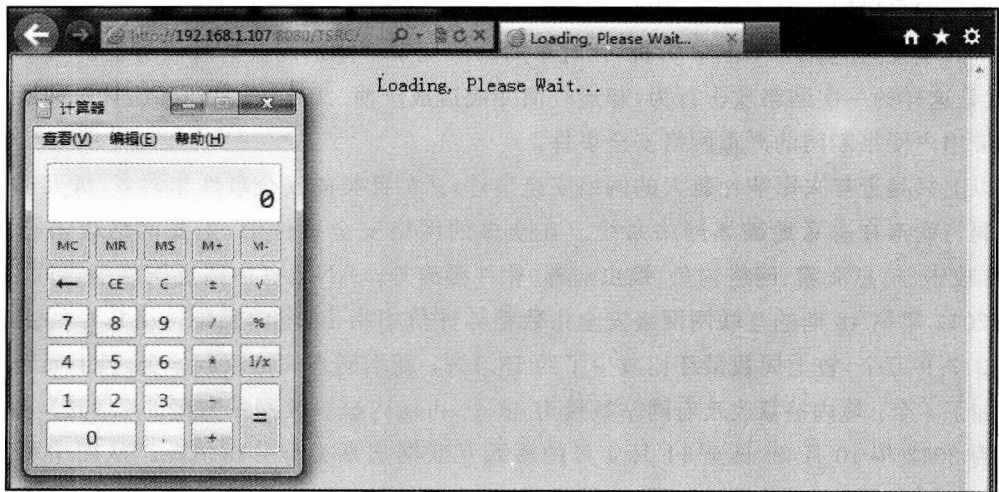 http://192.168.1.107:8080/TSRC/
Loading, Please Wait...
Loading, Please Wait...
计算器
查看(V) 编辑(E) 帮助(H)
0
MC MR MS M+ M-
← CE C ± √
7 8 9 / %
4 5 6 * 1/x
1 2 3 - =
0 . +